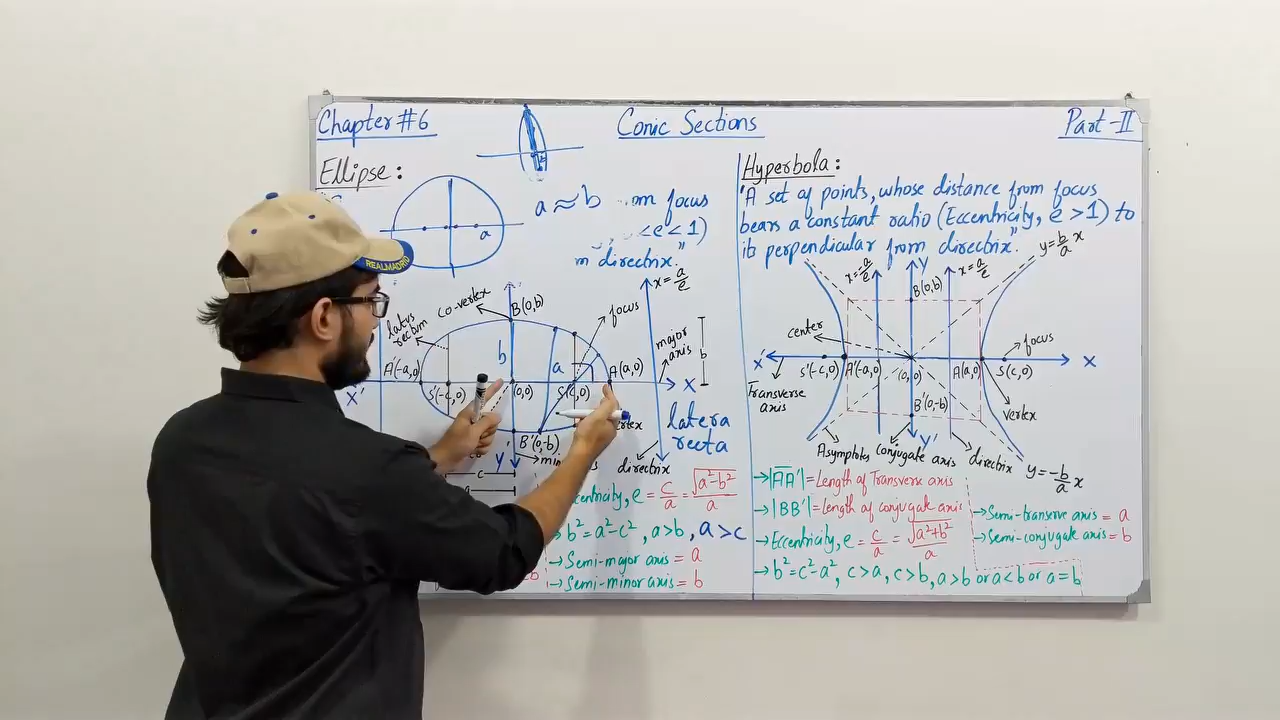 Chapter #6
Conic Sections
Part-II
Ellipse:
a ≈ b
om focus
<e<1)
m directrix."
a
x=a/e
co-vertex
B(0,b)
focus
latus
rectum
b
a
major
axis
b
A'(-a,0)
S'(-c,0)
(0,0)
S(c,0)
A(a,0)
X'
X
B'(0,-b)
Y'
directrix
latera
recta
c
a
e = c/a = √(a²-b²)/a
→b²=a²-c², a>b, a>c
→Semi-major axis = a
→Semi-minor axis = b
Hyperbola:
"A set of points, whose distance from focus
bears a constant ratio (Eccentricity, e >1) to
its perpendicular from directrix."
y=b/a x
x=a/e
Y
x=a/e
B(0,b)
center
focus
X'
X
S'(-c,0)
A'(-a,0)
(0,0)
A(a,0)
S(c,0)
Transverse
axis
B'(0,-b)
vertex
Asymptotes
Conjugate axis
Y'
directrix
y=-b/a x
→|AA'|=Length of Transverse axis
→|BB'|=Length of conjugate axis
→Semi-transverse axis = a
→Semi-conjugate axis = b
→Eccentricity, e = c/a = √(a²+b²)/a
→b²=c²-a², c>a, c>b, a>b or a<b or a=b
REALMADRID